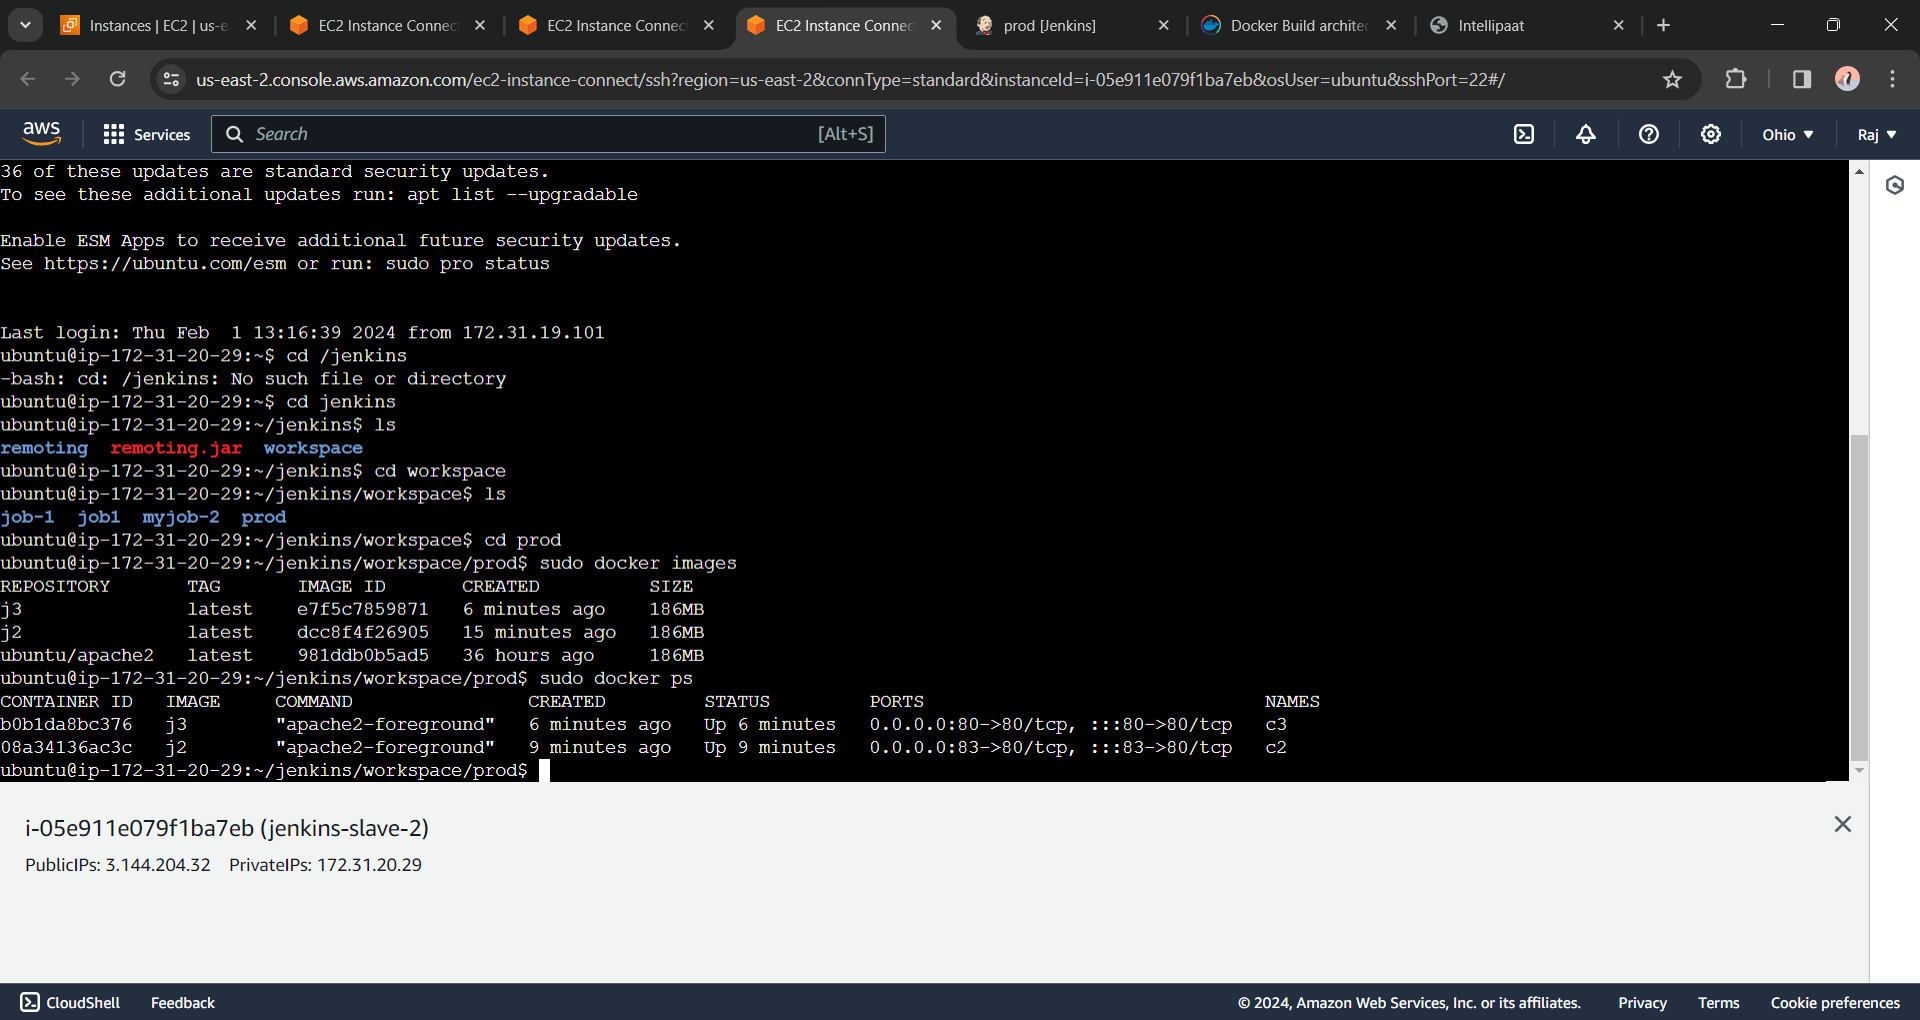 Instances | EC2 | us-e
EC2 Instance Connec
EC2 Instance Connec
EC2 Instance Connec
prod [Jenkins]
Docker Build architec
Intellipaat
us-east-2.console.aws.amazon.com/ec2-instance-connect/ssh?region=us-east-2&connType=standard&instanceId=i-05e911e079f1ba7eb&osUser=ubuntu&sshPort=22#/
aws
Services
Search [Alt+S]
Ohio
Raj
36 of these updates are standard security updates.
To see these additional updates run: apt list --upgradable
Enable ESM Apps to receive additional future security updates.
See https://ubuntu.com/esm or run: sudo pro status
Last login: Thu Feb  1 13:16:39 2024 from 172.31.19.101
ubuntu@ip-172-31-20-29:~$ cd /jenkins
-bash: cd: /jenkins: No such file or directory
ubuntu@ip-172-31-20-29:~$ cd jenkins
ubuntu@ip-172-31-20-29:~/jenkins$ ls
remoting  remoting.jar  workspace
ubuntu@ip-172-31-20-29:~/jenkins$ cd workspace
ubuntu@ip-172-31-20-29:~/jenkins/workspace$ ls
job-1  job1  myjob-2  prod
ubuntu@ip-172-31-20-29:~/jenkins/workspace$ cd prod
ubuntu@ip-172-31-20-29:~/jenkins/workspace/prod$ sudo docker images
REPOSITORY       TAG       IMAGE ID       CREATED          SIZE
j3               latest    e7f5c7859871   6 minutes ago    186MB
j2               latest    dcc8f4f26905   15 minutes ago   186MB
ubuntu/apache2   latest    981ddb0b5ad5   36 hours ago     186MB
ubuntu@ip-172-31-20-29:~/jenkins/workspace/prod$ sudo docker ps
CONTAINER ID   IMAGE     COMMAND                CREATED         STATUS         PORTS                               NAMES
b0b1da8bc376   j3        "apache2-foreground"   6 minutes ago   Up 6 minutes   0.0.0.0:80->80/tcp, :::80->80/tcp   c3
08a34136ac3c   j2        "apache2-foreground"   9 minutes ago   Up 9 minutes   0.0.0.0:83->80/tcp, :::83->80/tcp   c2
ubuntu@ip-172-31-20-29:~/jenkins/workspace/prod$
i-05e911e079f1ba7eb (jenkins-slave-2)
PublicIPs: 3.144.204.32 PrivateIPs: 172.31.20.29
CloudShell Feedback © 2024, Amazon Web Services, Inc. or its affiliates. Privacy Terms Cookie preferences